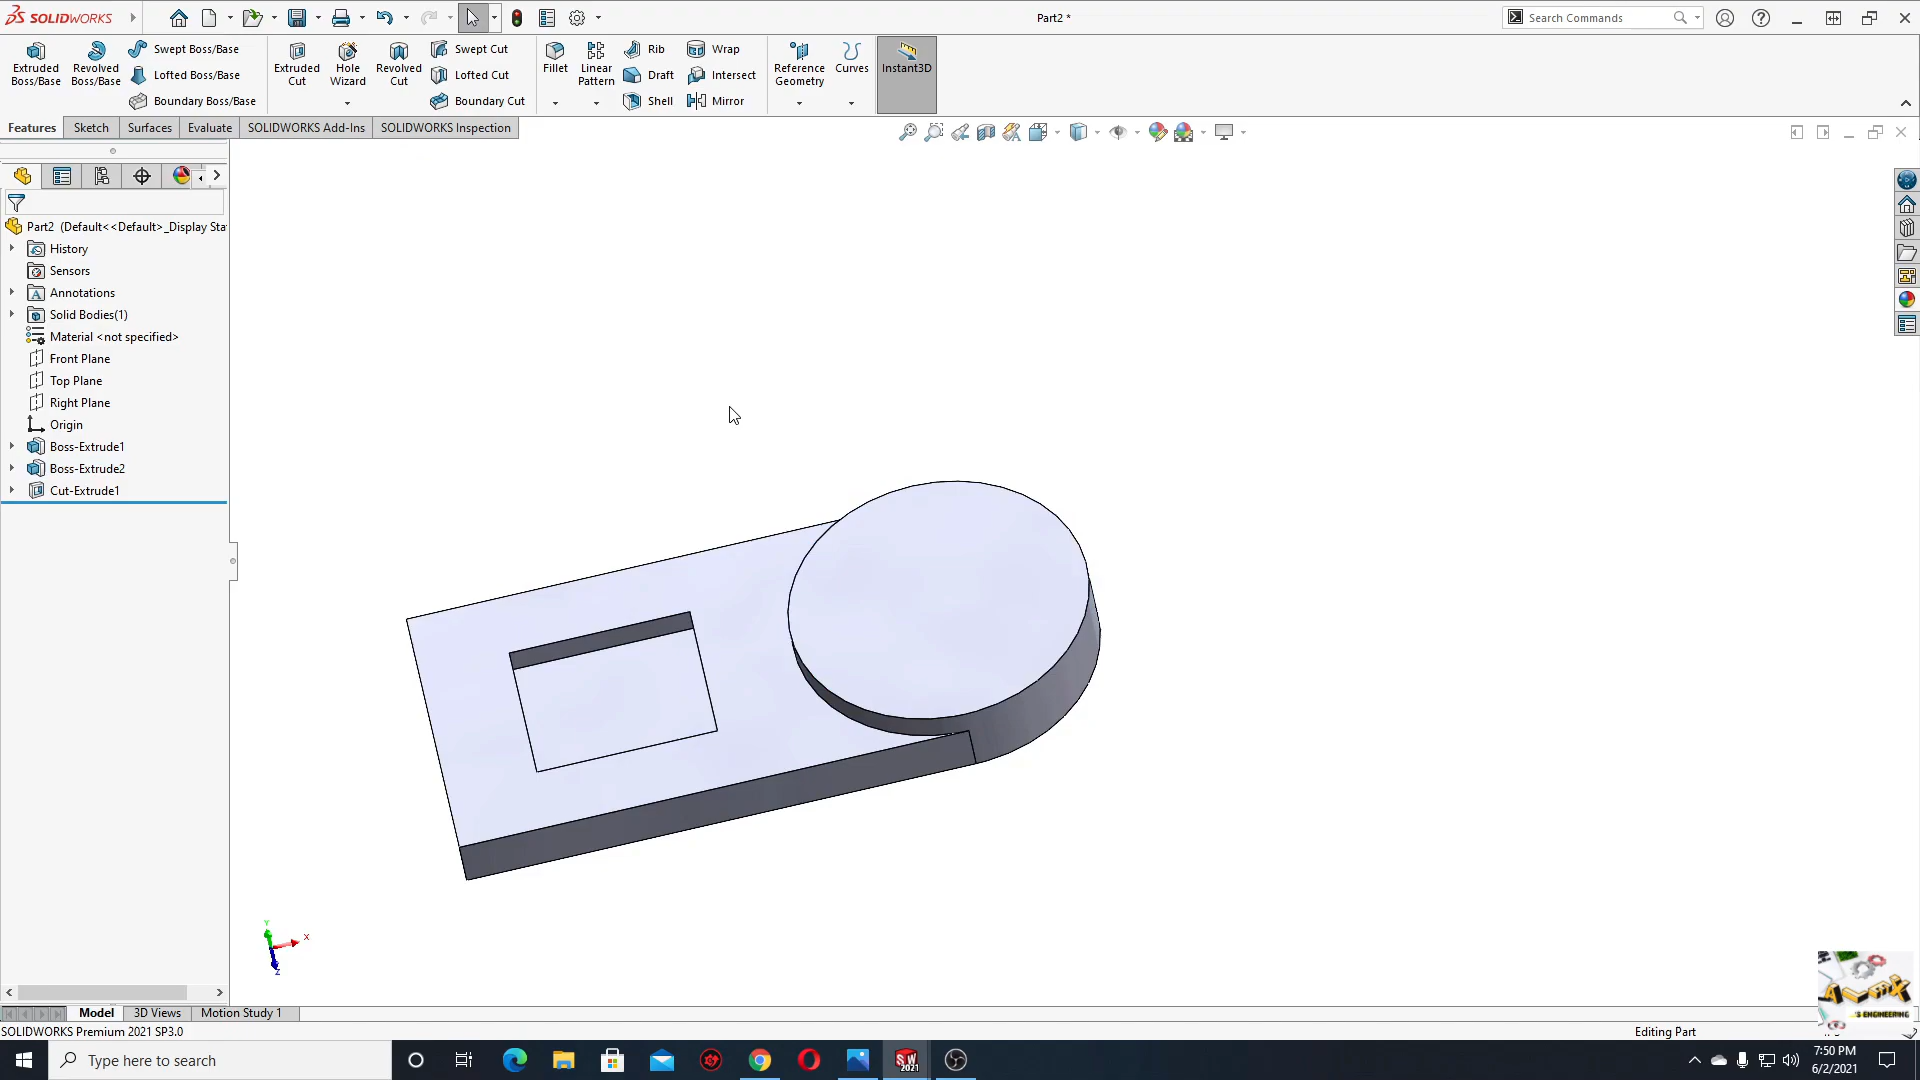 SOLIDWORKS
Part2 *
Search Commands
Extruded
Boss/Base
Revolved
Boss/Base
Swept Boss/Base
Lofted Boss/Base
Boundary Boss/Base
Extruded
Cut
Hole
Wizard
Revolved
Cut
Swept Cut
Lofted Cut
Boundary Cut
Fillet
Linear
Pattern
Rib
Draft
Shell
Wrap
Intersect
Mirror
Reference
Geometry
Curves
Instant3D
Features
Sketch
Surfaces
Evaluate
SOLIDWORKS Add-Ins
SOLIDWORKS Inspection
Part2 (Default<<Default>_Display Sta
History
Sensors
Annotations
Solid Bodies(1)
Material <not specified>
Front Plane
Top Plane
Right Plane
Origin
Boss-Extrude1
Boss-Extrude2
Cut-Extrude1
Y
X
Z
Model
3D Views
Motion Study 1
SOLIDWORKS Premium 2021 SP3.0
Editing Part
'S ENGINEERING
Type here to search
SW
2021
7:50 PM
6/2/2021